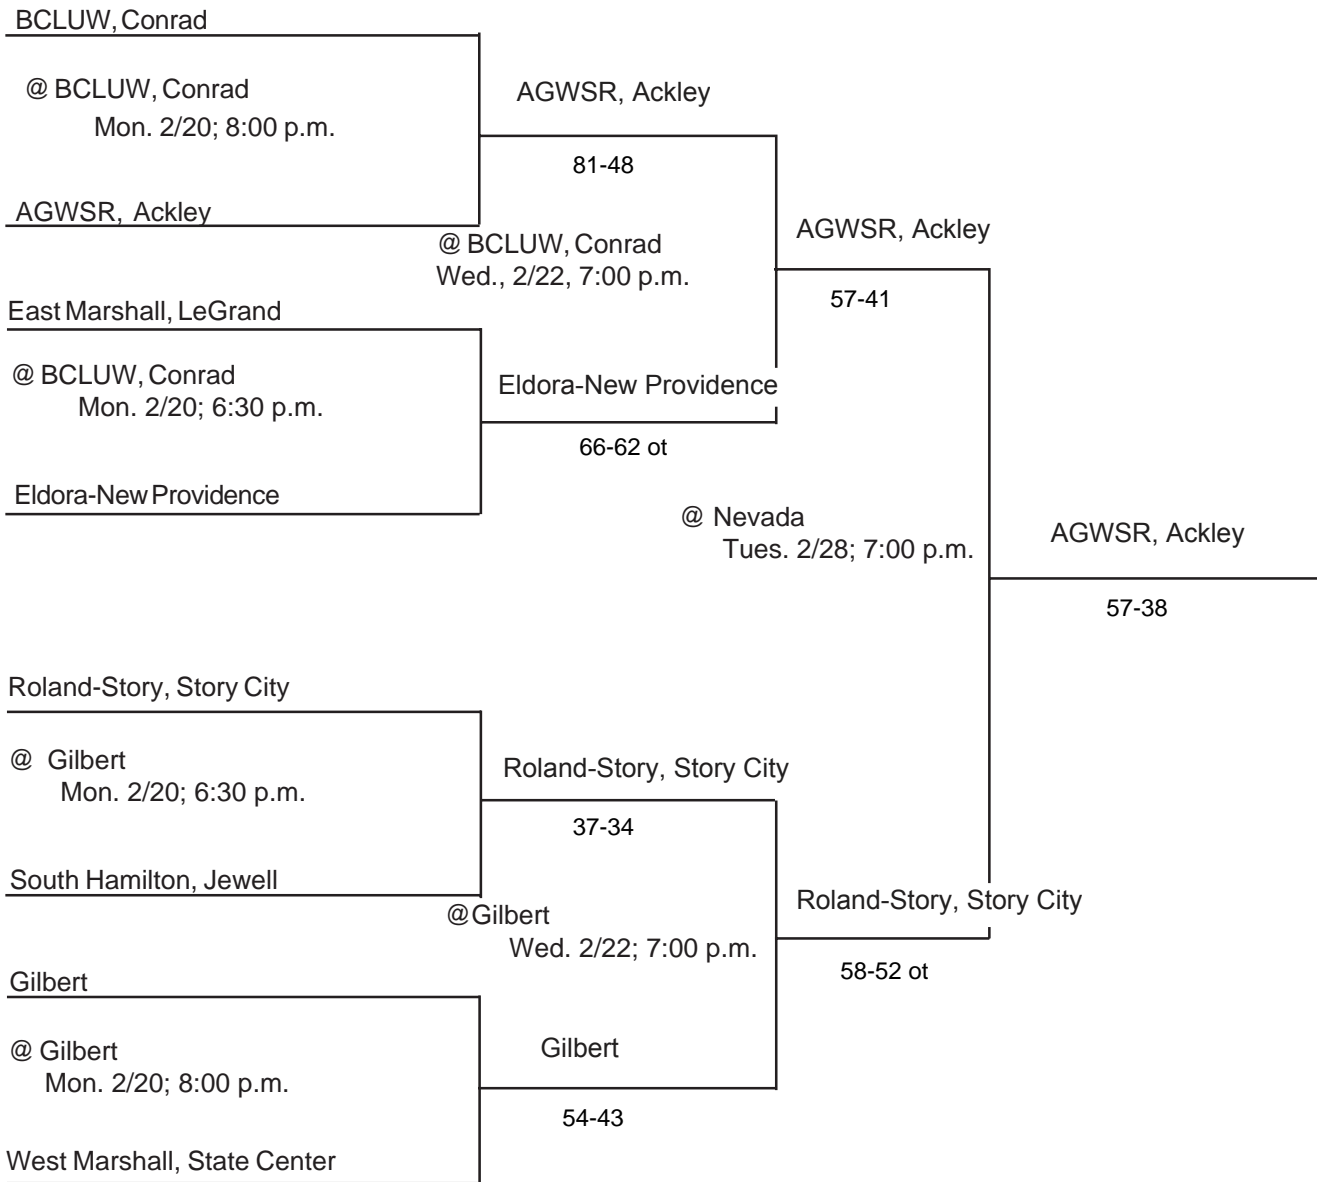 BCLUW, Conrad
@ BCLUW, Conrad
Mon. 2/20; 8:00 p.m.
AGWSR, Ackley
81-48
AGWSR, Ackley
@ BCLUW, Conrad
Wed., 2/22, 7:00 p.m.
AGWSR, Ackley
57-41
East Marshall, LeGrand
@ BCLUW, Conrad
Mon. 2/20; 6:30 p.m.
Eldora-New Providence
66-62 ot
Eldora-New Providence
@ Nevada
Tues. 2/28; 7:00 p.m.
AGWSR, Ackley
57-38
Roland-Story, Story City
@ Gilbert
Mon. 2/20; 6:30 p.m.
Roland-Story, Story City
37-34
South Hamilton, Jewell
@Gilbert
Wed. 2/22; 7:00 p.m.
Roland-Story, Story City
58-52 ot
Gilbert
@ Gilbert
Mon. 2/20; 8:00 p.m.
Gilbert
54-43
West Marshall, State Center